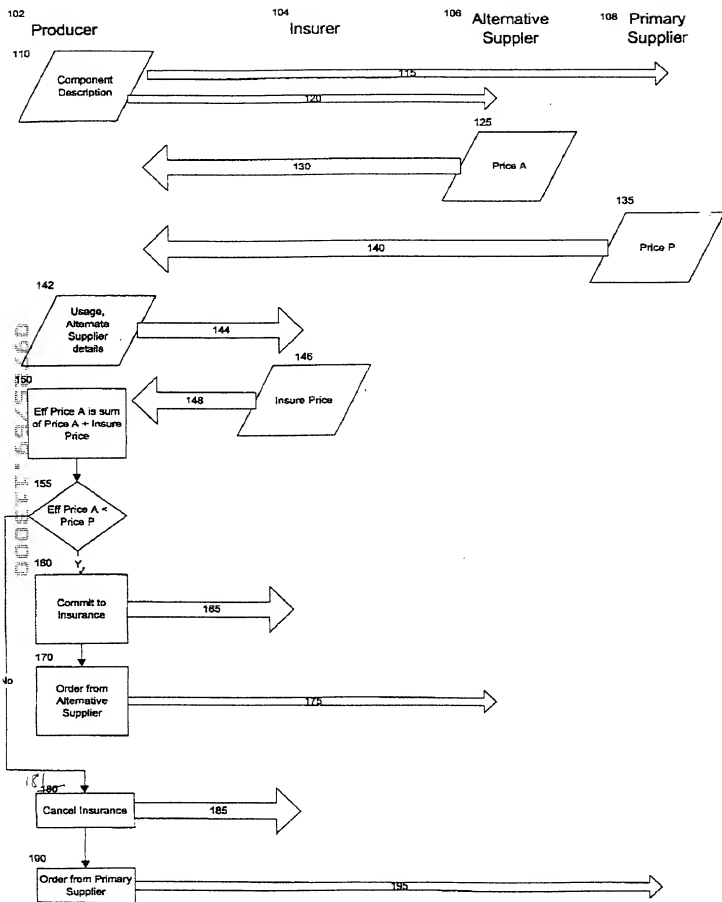 102
104
106
108
Producer
Insurer
Alternative
Suppler
Primary
Supplier
110
Component
Description
115
120
125
Price A
130
135
Price P
140
142
Usage,
Alternate
Supplier
details
144
146
Insure Price
148
150
Eff Price A is sum
of Price A + Insure
Price
155
Eff Price A <
Price P
Y
160
Commit to
Insurance
165
170
Order from
Alternative
Supplier
175
No
181
180
Cancel Insurance
185
190
Order from Primary
Supplier
195